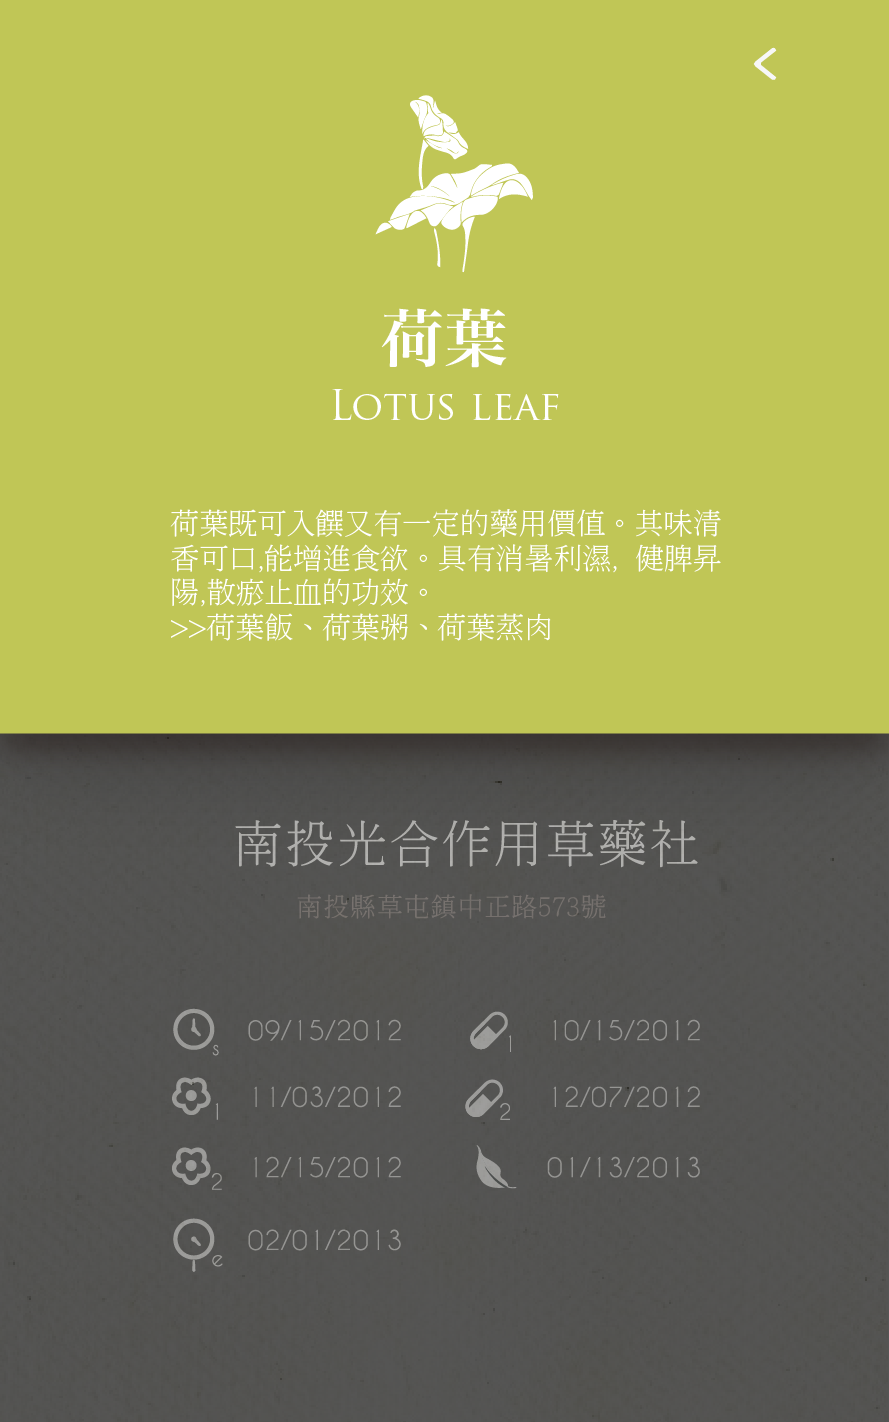 荷葉
Lotus leaf
荷葉既可入饌又有一定的藥用價值。其味清
香可口,能增進食欲。具有消暑利濕, 健脾昇
陽,散瘀止血的功效。
>>荷葉飯、荷葉粥、荷葉蒸肉
南投光合作用草藥社
南投縣草屯鎮中正路573號
s 09/15/2012 1 10/15/2012
1 11/03/2012 2 12/07/2012
2 12/15/2012 01/13/2013
e 02/01/2013